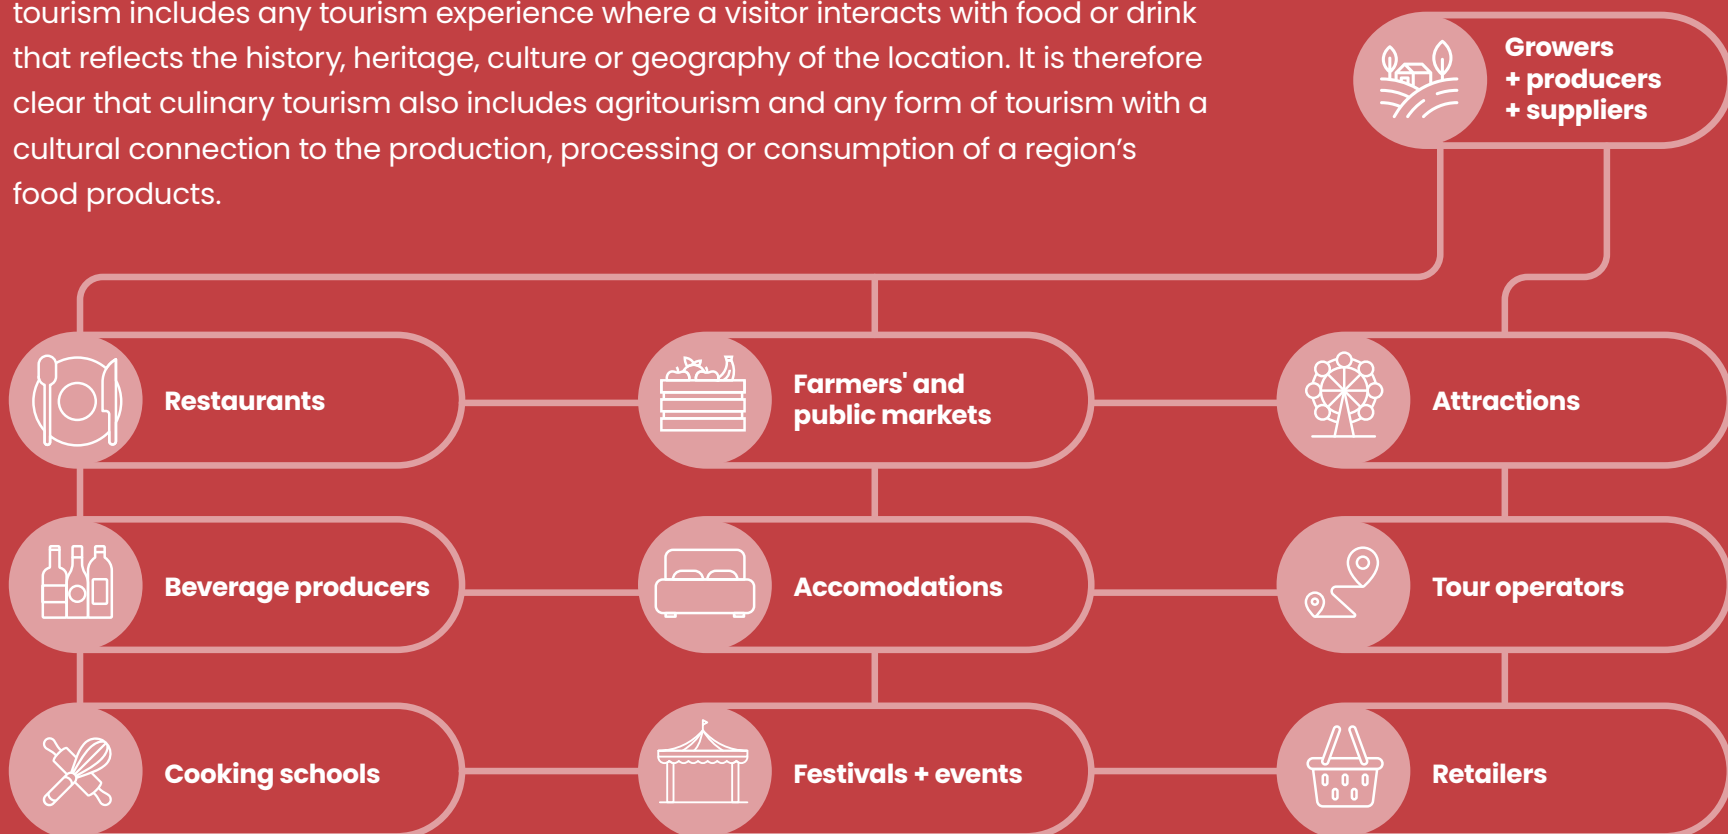 tourism includes any tourism experience where a visitor interacts with food or drink
that reflects the history, heritage, culture or geography of the location. It is therefore
clear that culinary tourism also includes agritourism and any form of tourism with a
cultural connection to the production, processing or consumption of a region’s
food products.
Growers
+ producers
+ suppliers
Restaurants
Farmers' and
public markets
Attractions
Beverage producers
Accomodations
Tour operators
Cooking schools
Festivals + events
Retailers